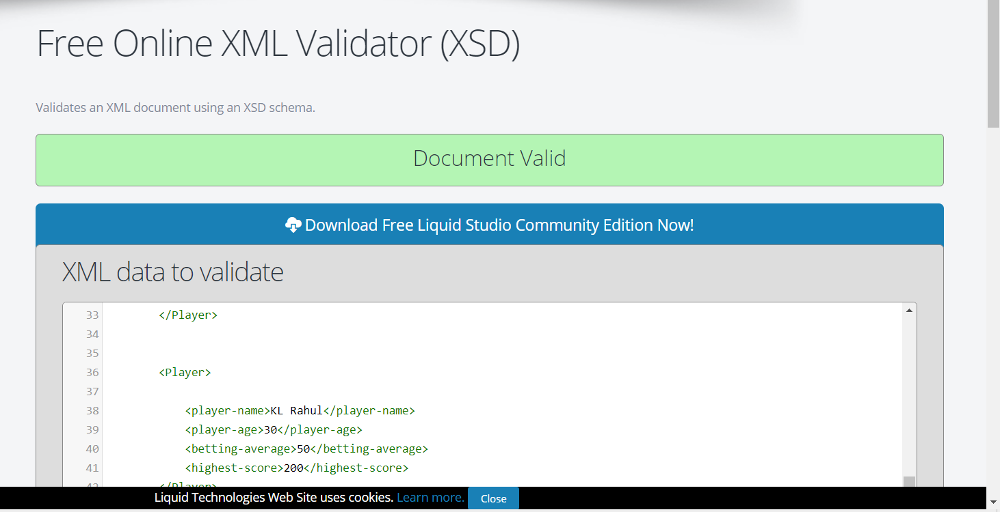 Free Online XML Validator (XSD)
Validates an XML document using an XSD schema.
Document Valid
Download Free Liquid Studio Community Edition Now!
XML data to validate
33 </Player>
34
35
36 <Player>
37
38 <player-name>KL Rahul</player-name>
39 <player-age>30</player-age>
40 <betting-average>50</betting-average>
41 <highest-score>200</highest-score>
42 </Player>
Liquid Technologies Web Site uses cookies. Learn more. Close